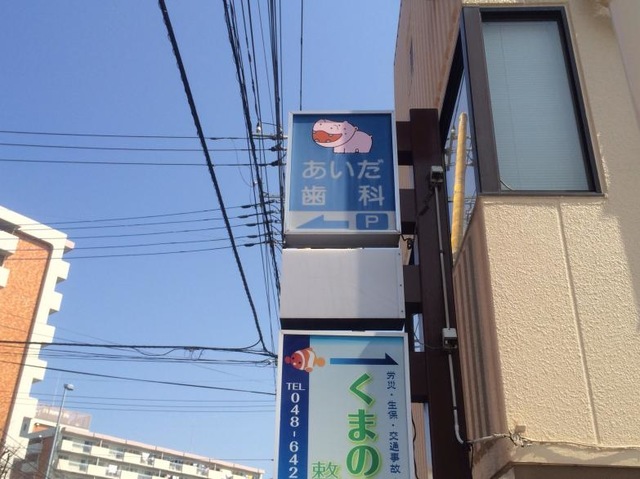 あいだ
歯科
P
労災・生保・交通事故
くまの
TEL
048-642
敷